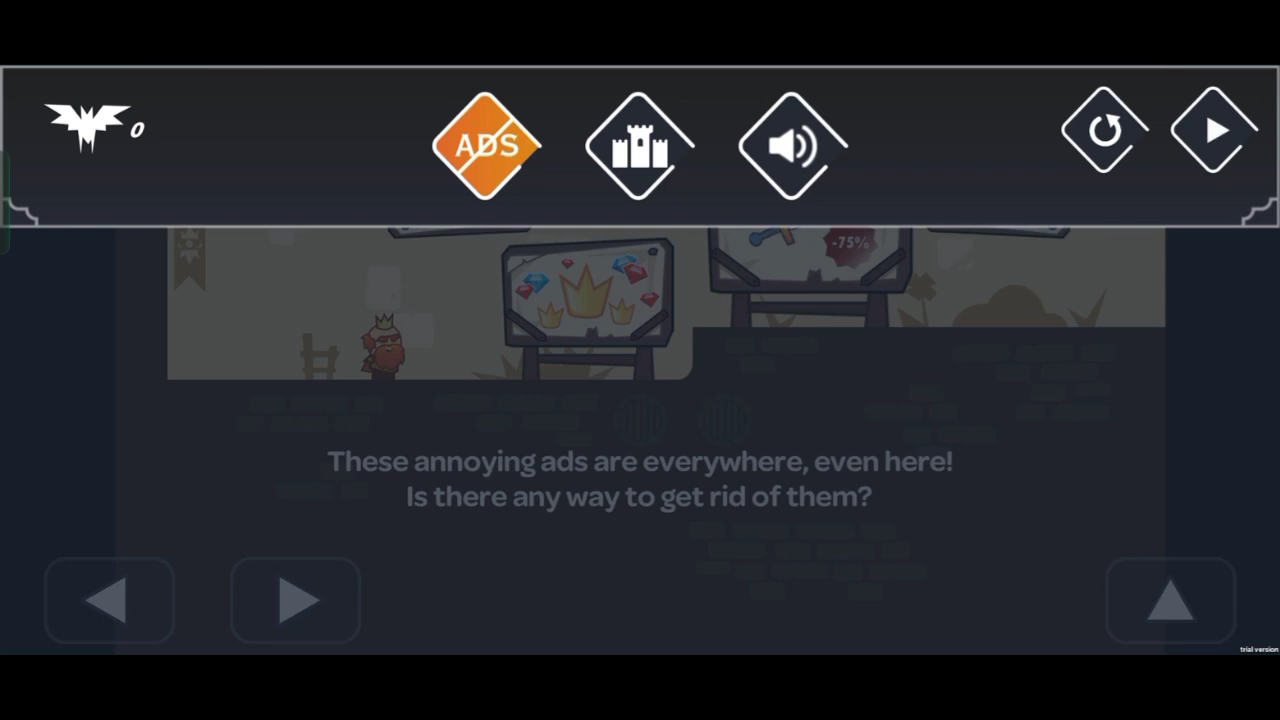 0
ADS
-75%
These annoying ads are everywhere, even here!
Is there any way to get rid of them?
trial version